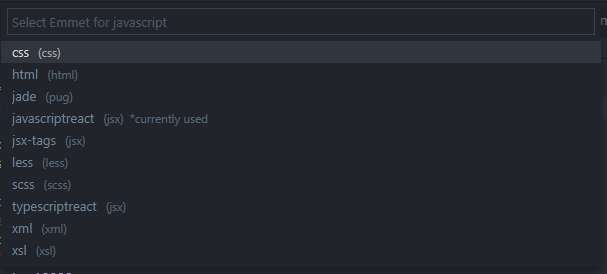 Select Emmet for javascript
css (css)
html (html)
jade (pug)
javascriptreact (jsx) *currently used
jsx-tags (jsx)
less (less)
scss (scss)
typescriptreact (jsx)
xml (xml)
xsl (xsl)